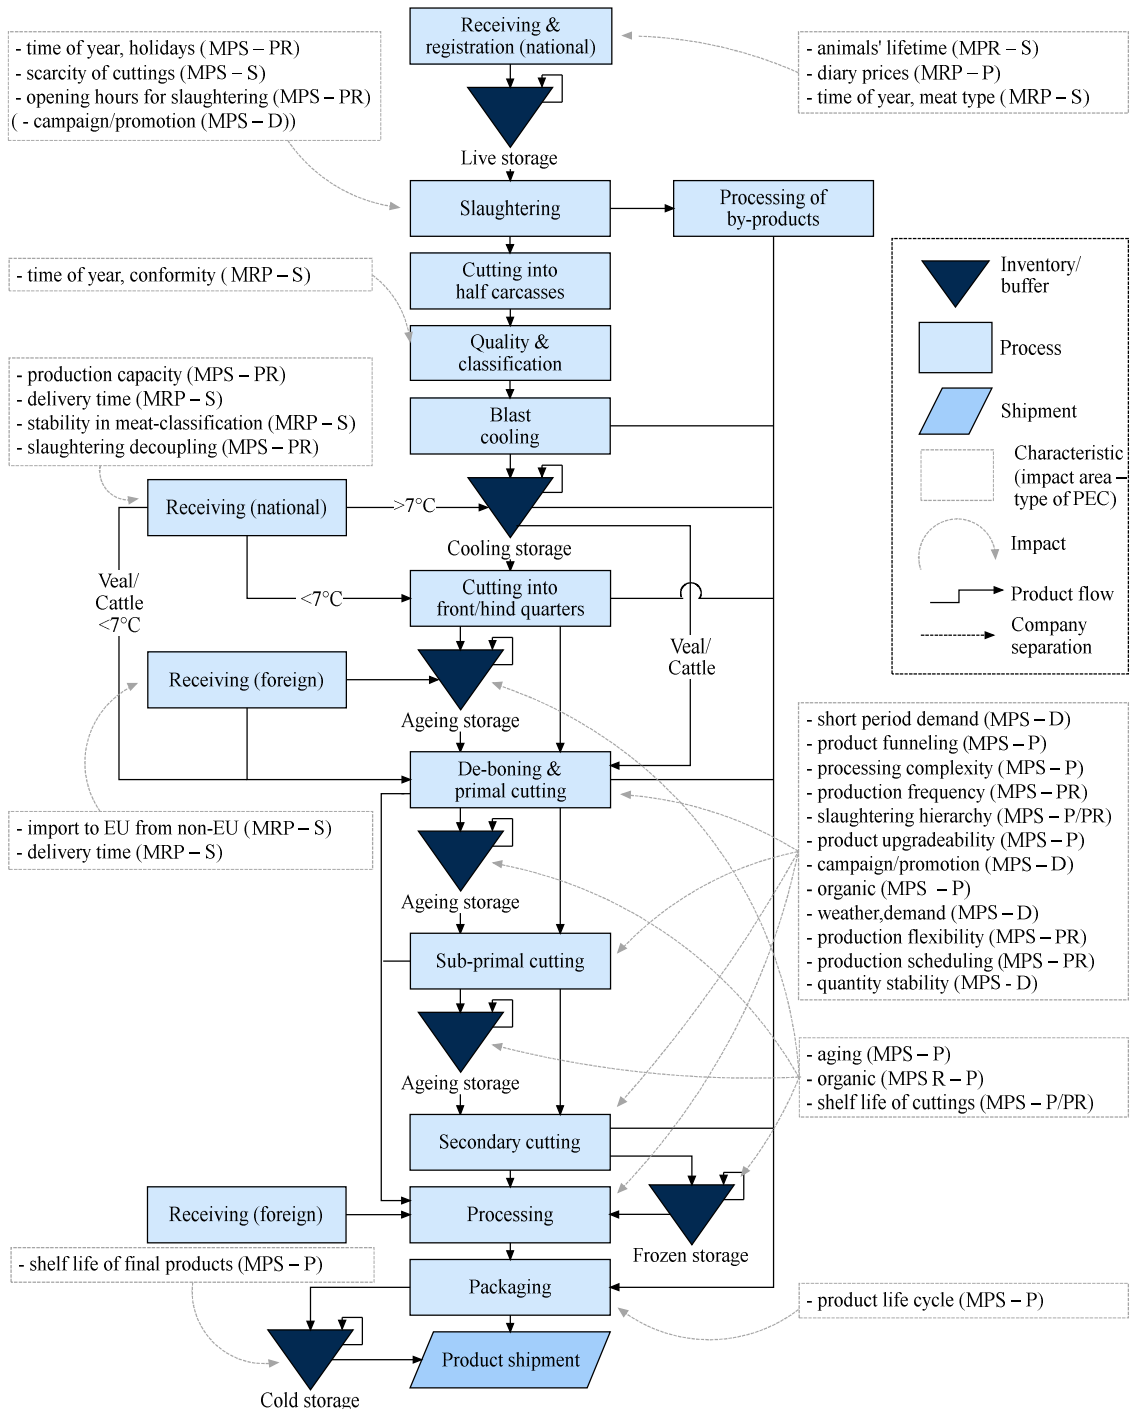 Receiving &
registration (national)
- time of year, holidays (MPS – PR)
- scarcity of cuttings (MPS – S)
- opening hours for slaughtering (MPS – PR)
( - campaign/promotion (MPS – D))
- animals' lifetime (MPR – S)
- diary prices (MRP – P)
- time of year, meat type (MRP – S)
Live storage
Slaughtering
Processing of
by-products
- time of year, conformity ( MRP – S)
Cutting into
half carcasses
Quality &
classification
Blast
cooling
Inventory/
buffer
Process
Shipment
Characteristic
(impact area –
type of PEC)
Impact
Product flow
Company
separation
- production capacity (MPS – PR)
- delivery time (MRP – S)
- stability in meat-classification (MRP – S)
- slaughtering decoupling (MPS – PR)
Receiving (national)
>7°C
Cooling storage
Veal/
Cattle
<7°C
<7°C
Cutting into
front/hind quarters
Veal/
Cattle
Receiving (foreign)
Ageing storage
De-boning &
primal cutting
- import to EU from non-EU ( MRP – S)
- delivery time (MRP – S)
- short period demand (MPS – D)
- product funneling (MPS – P)
- processing complexity (MPS – P)
- production frequency (MPS – PR)
- slaughtering hierarchy (MPS – P/PR)
- product upgradeability (MPS – P)
- campaign/promotion (MPS – D)
- organic (MPS – P)
- weather,demand (MPS – D)
- production flexibility (MPS – PR)
- production scheduling (MPS – PR)
- quantity stability (MPS - D)
Ageing storage
Sub-primal cutting
Ageing storage
- aging (MPS – P)
- organic (MPS R – P)
- shelf life of cuttings (MPS – P/PR)
Secondary cutting
Receiving (foreign)
Processing
Frozen storage
- shelf life of final products (MPS – P)
Packaging
- product life cycle (MPS – P)
Product shipment
Cold storage